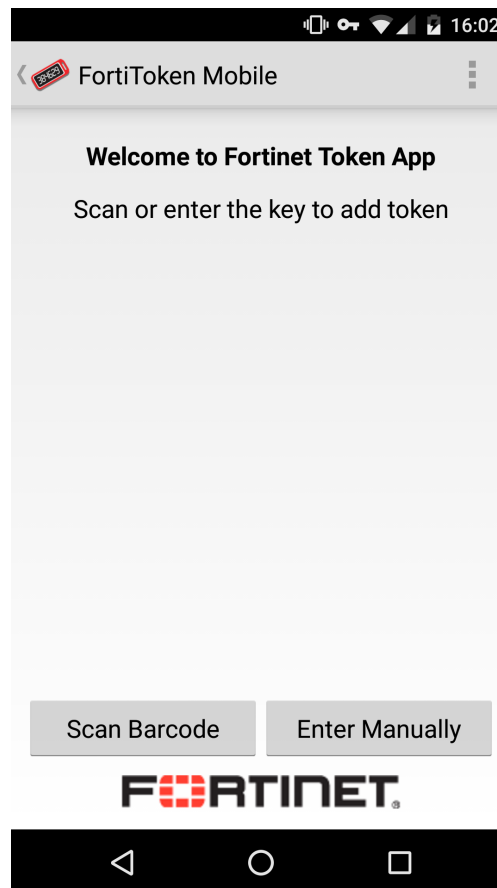 16:02
FortiToken Mobile
Welcome to Fortinet Token App
Scan or enter the key to add token
Scan Barcode
Enter Manually
FORTINET®